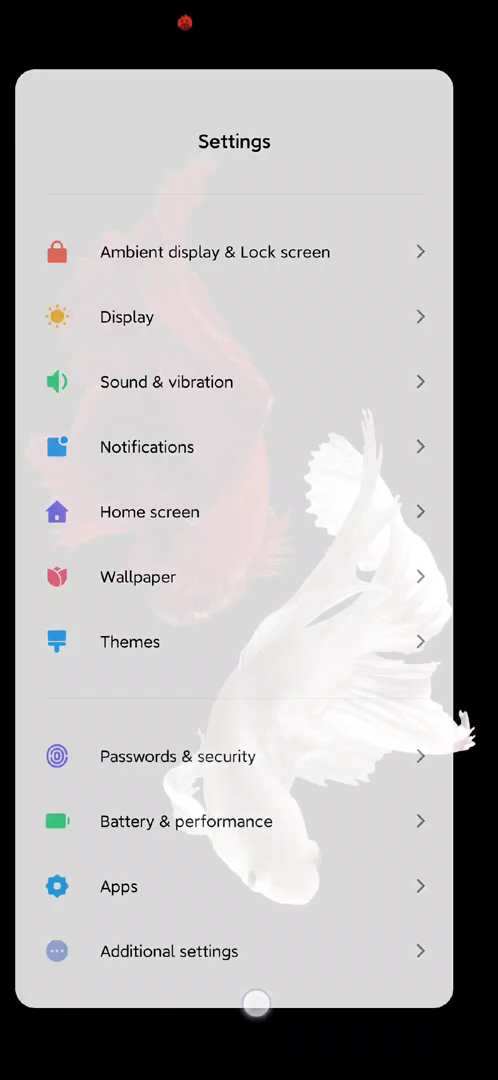 Settings
Ambient display & Lock screen
Display
Sound & vibration
Notifications
Home screen
Wallpaper
Themes
Passwords & security
Battery & performance
Apps
Additional settings